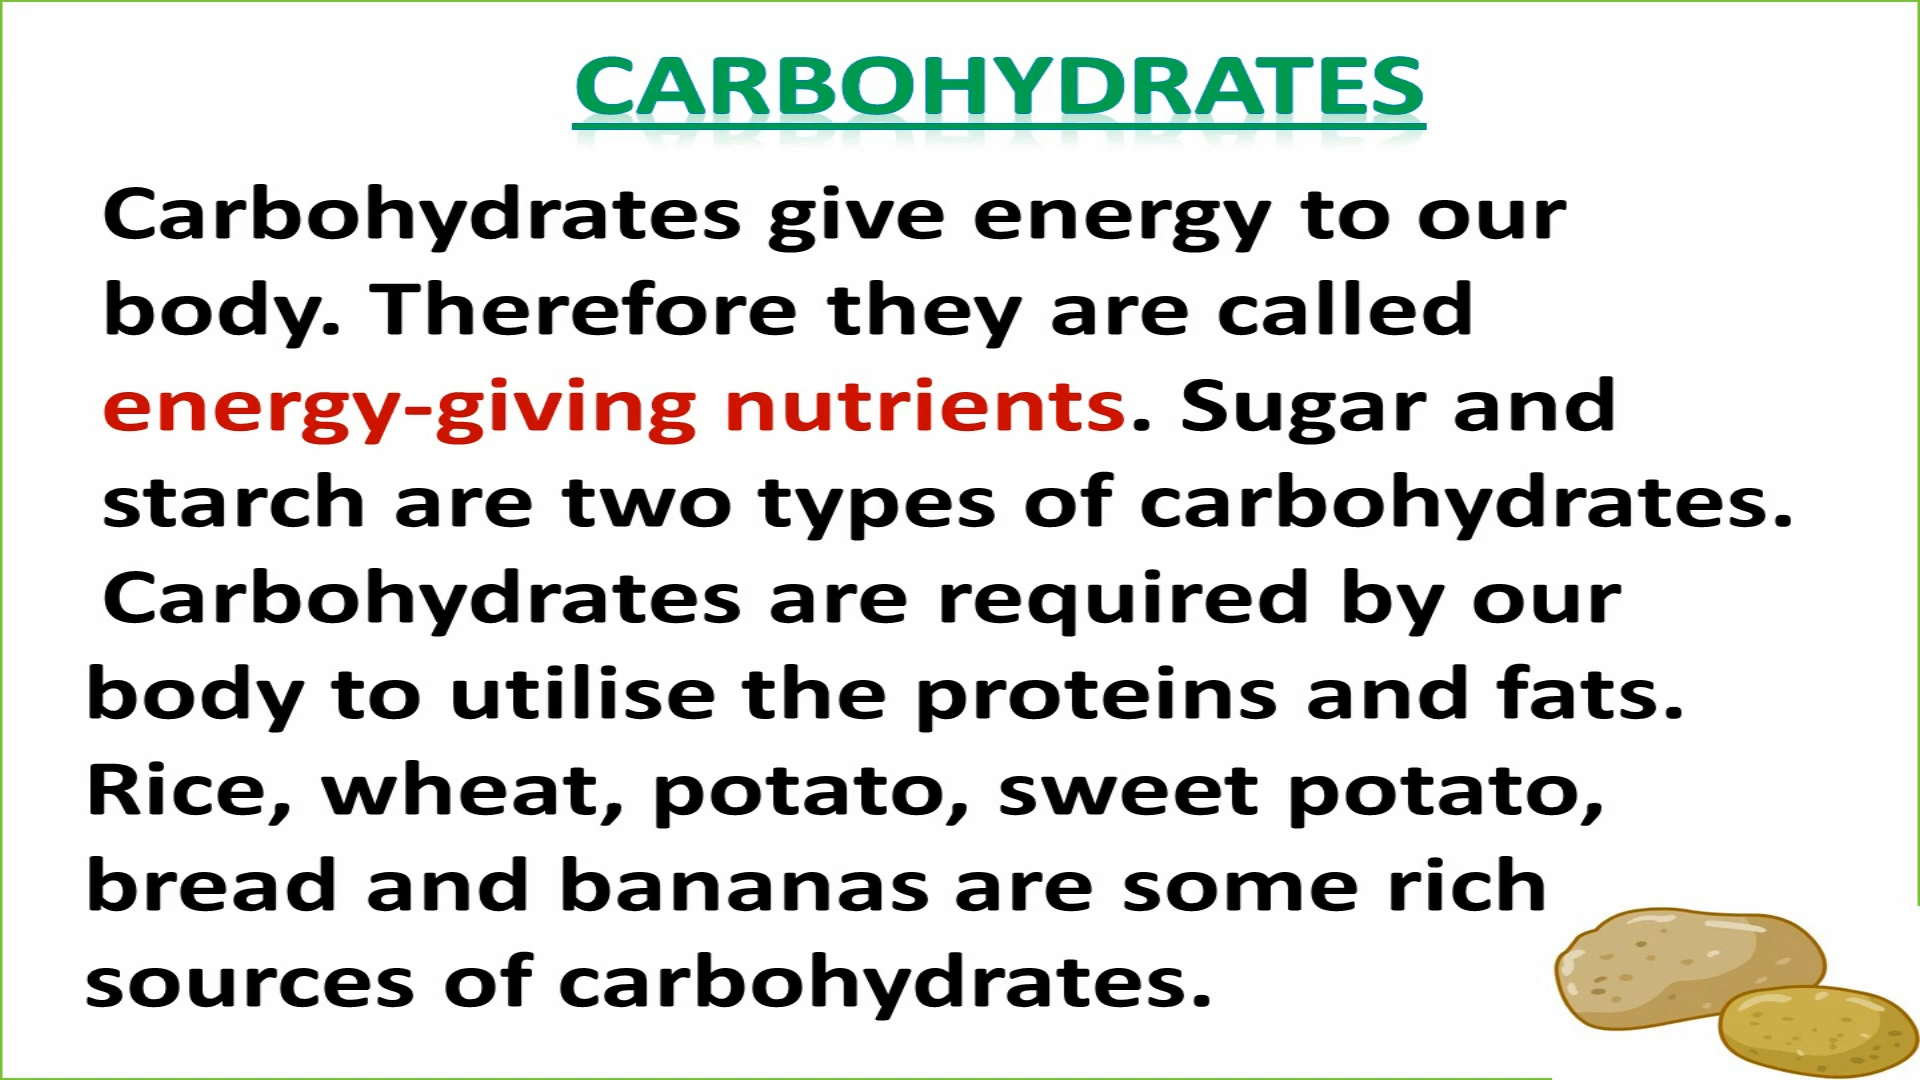 CARBOHYDRATES
Carbohydrates give energy to our
body. Therefore they are called
energy-giving nutrients. Sugar and
starch are two types of carbohydrates.
Carbohydrates are required by our
body to utilise the proteins and fats.
Rice, wheat, potato, sweet potato,
bread and bananas are some rich
sources of carbohydrates.